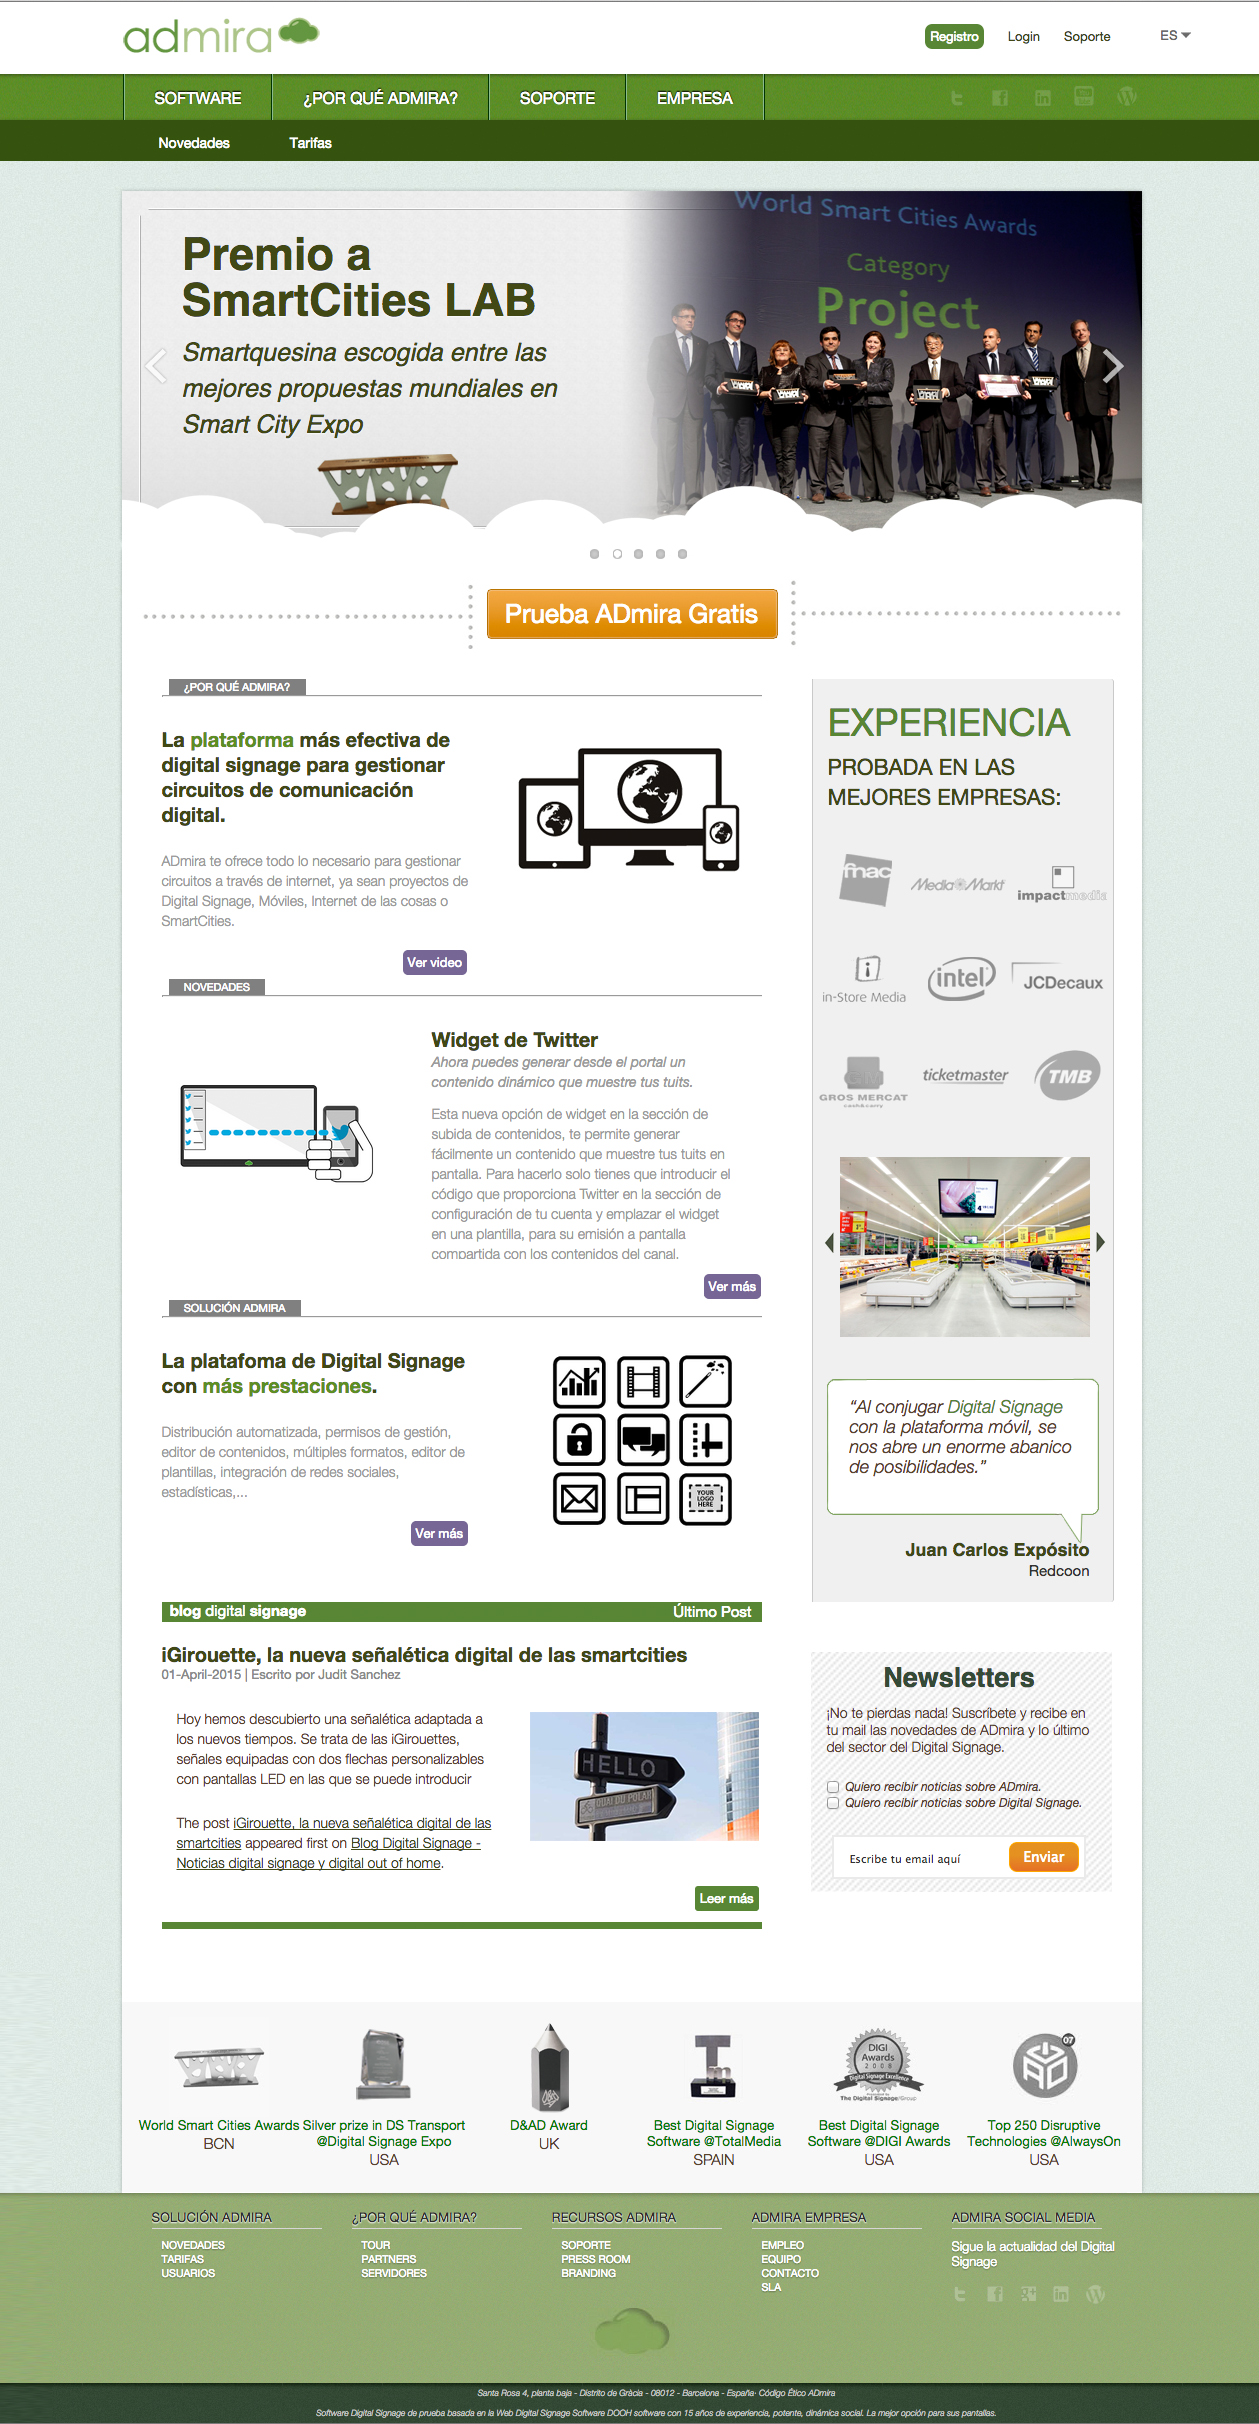 admira
Registro
Login
Soporte
ES
SOFTWARE
¿POR QUÉ ADMIRA?
SOPORTE
EMPRESA
Novedades
Tarifas
World Smart Cities Awards
Category
Project
Premio a
SmartCities LAB
Smartquesina escogida entre las
mejores propuestas mundiales en
Smart City Expo
Prueba ADmira Gratis
¿POR QUÉ ADMIRA?
La plataforma más efectiva de
digital signage para gestionar
circuitos de comunicación
digital.
ADmira te ofrece todo lo necesario para gestionar
circuitos a través de internet, ya sean proyectos de
Digital Signage, Móviles, Internet de las cosas o
SmartCities.
Ver video
NOVEDADES
Widget de Twitter
Ahora puedes generar desde el portal un
contenido dinámico que muestre tus tuits.
Esta nueva opción de widget en la sección de
subida de contenidos, te permite generar
fácilmente un contenido que muestre tus tuits en
pantalla. Para hacerlo solo tienes que introducir el
código que proporciona Twitter en la sección de
configuración de tu cuenta y emplazar el widget
en una plantilla, para su emisión a pantalla
compartida con los contenidos del canal.
Ver más
SOLUCIÓN ADMIRA
La platafoma de Digital Signage
con más prestaciones.
Distribución automatizada, permisos de gestión,
editor de contenidos, múltiples formatos, editor de
plantillas, integración de redes sociales,
estadísticas,...
YOUR
LOGO
HERE
Ver más
EXPERIENCIA
PROBADA EN LAS
MEJORES EMPRESAS:
fnac
Media Markt
impactmedia
in-Store Media
intel
JCDecaux
GM
GROS MERCAT
cash&carry
ticketmaster
TMB
“Al conjugar Digital Signage
con la plataforma móvil, se
nos abre un enorme abanico
de posibilidades.”
Juan Carlos Expósito
Redcoon
blog digital signage
Último Post
iGirouette, la nueva señalética digital de las smartcities
01-April-2015 | Escrito por Judit Sanchez
Hoy hemos descubierto una señalética adaptada a
los nuevos tiempos. Se trata de las iGirouettes,
señales equipadas con dos flechas personalizables
con pantallas LED en las que se puede introducir
The post iGirouette, la nueva señalética digital de las
smartcities appeared first on Blog Digital Signage -
Noticias digital signage y digital out of home.
HELLO
Leer más
Newsletters
¡No te pierdas nada! Suscríbete y recibe en
tu mail las novedades de ADmira y lo último
del sector del Digital Signage.
Quiero recibir noticias sobre ADmira.
Quiero recibir noticias sobre Digital Signage.
Escribe tu email aquí
Enviar
World Smart Cities Awards
BCN
Silver prize in DS Transport
@Digital Signage Expo
USA
D&AD Award
UK
Best Digital Signage
Software @TotalMedia
SPAIN
DIGI
Awards
2008
Digital Signage Excellence
The Digital Signage Group
Best Digital Signage
Software @DIGI Awards
USA
07
Top 250 Disruptive
Technologies @AlwaysOn
USA
SOLUCIÓN ADMIRA
NOVEDADES
TARIFAS
USUARIOS
¿POR QUÉ ADMIRA?
TOUR
PARTNERS
SERVIDORES
RECURSOS ADMIRA
SOPORTE
PRESS ROOM
BRANDING
ADMIRA EMPRESA
EMPLEO
EQUIPO
CONTACTO
SLA
ADMIRA SOCIAL MEDIA
Sigue la actualidad del Digital
Signage
Santa Rosa 4, planta baja - Distrito de Gràcia - 08012 - Barcelona - España· Código Ético ADmira
Software Digital Signage de prueba basada en la Web Digital Signage Software DOOH software con 15 años de experiencia, potente, dinámica social. La mejor opción para sus pantallas.